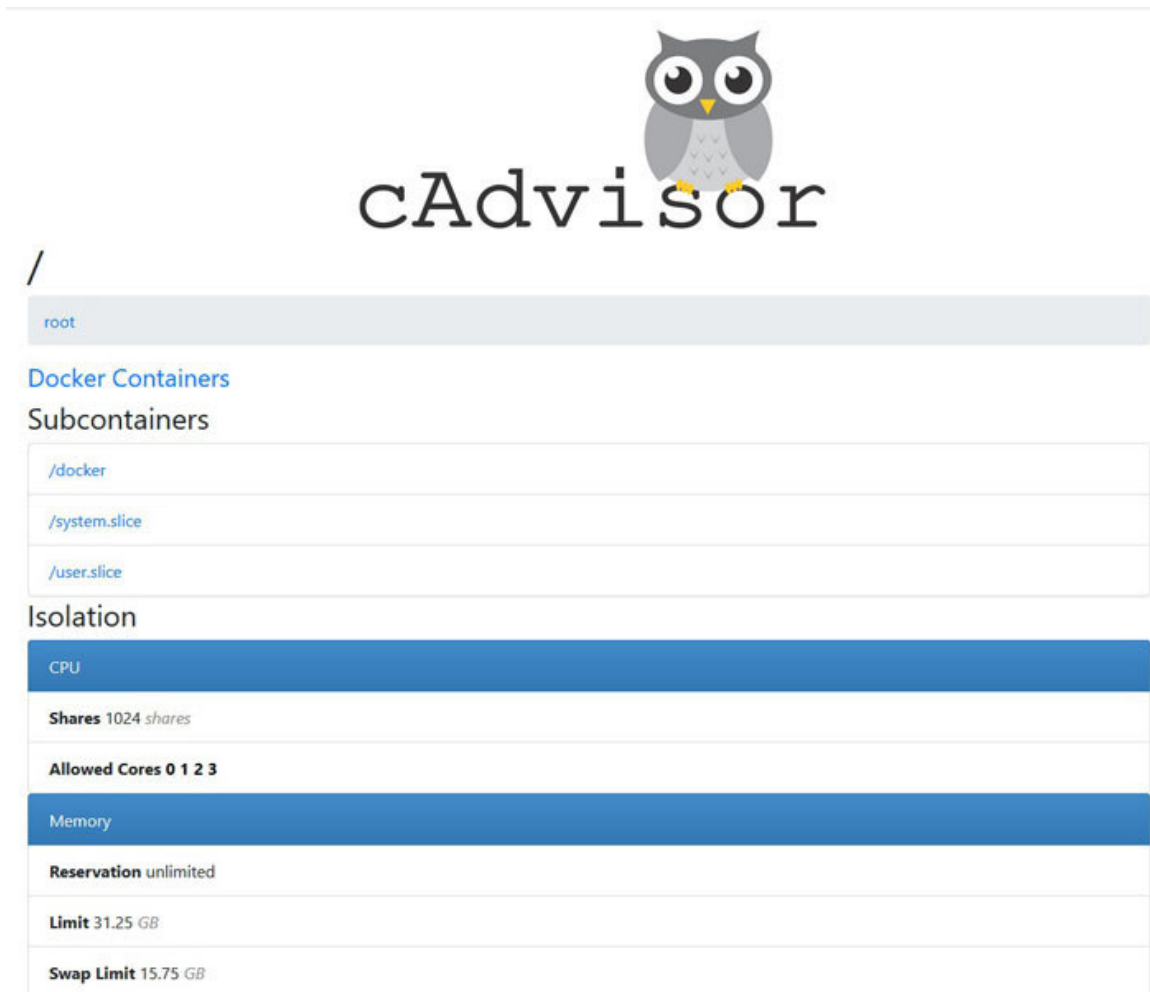 cAdvisor
/
root
Docker Containers
Subcontainers
/docker
/system.slice
/user.slice
Isolation
CPU
Shares 1024 shares
Allowed Cores 0 1 2 3
Memory
Reservation unlimited
Limit 31.25 GB
Swap Limit 15.75 GB